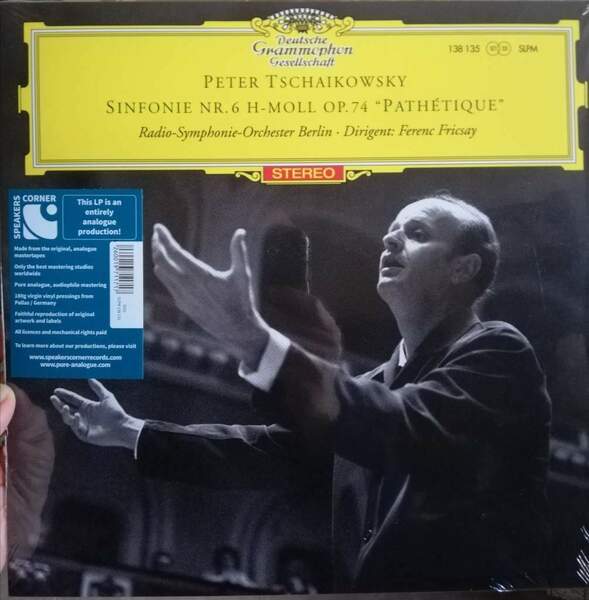 Deutsche
Grammophon
Gesellschaft
138 135
SLPM
PETER TSCHAIKOWSKY
SINFONIE NR. 6 H-MOLL OP. 74 "PATHÉTIQUE"
Radio-Symphonie-Orchester Berlin · Dirigent: Ferenc Fricsay
STEREO
SPEAKERS
CORNER
This LP is an
entirely
analogue
production!
Made from the original, analogue
mastertapes
Only the best mastering studios
worldwide
Pure analogue, audiophile mastering
180g virgin vinyl pressings from
Pallas / Germany
Faithful reproduction of original
artwork and labels
All licences and mechanical rights paid
To learn more about our productions, please visit
www.speakerscornerrecords.com
www.pure-analogue.com